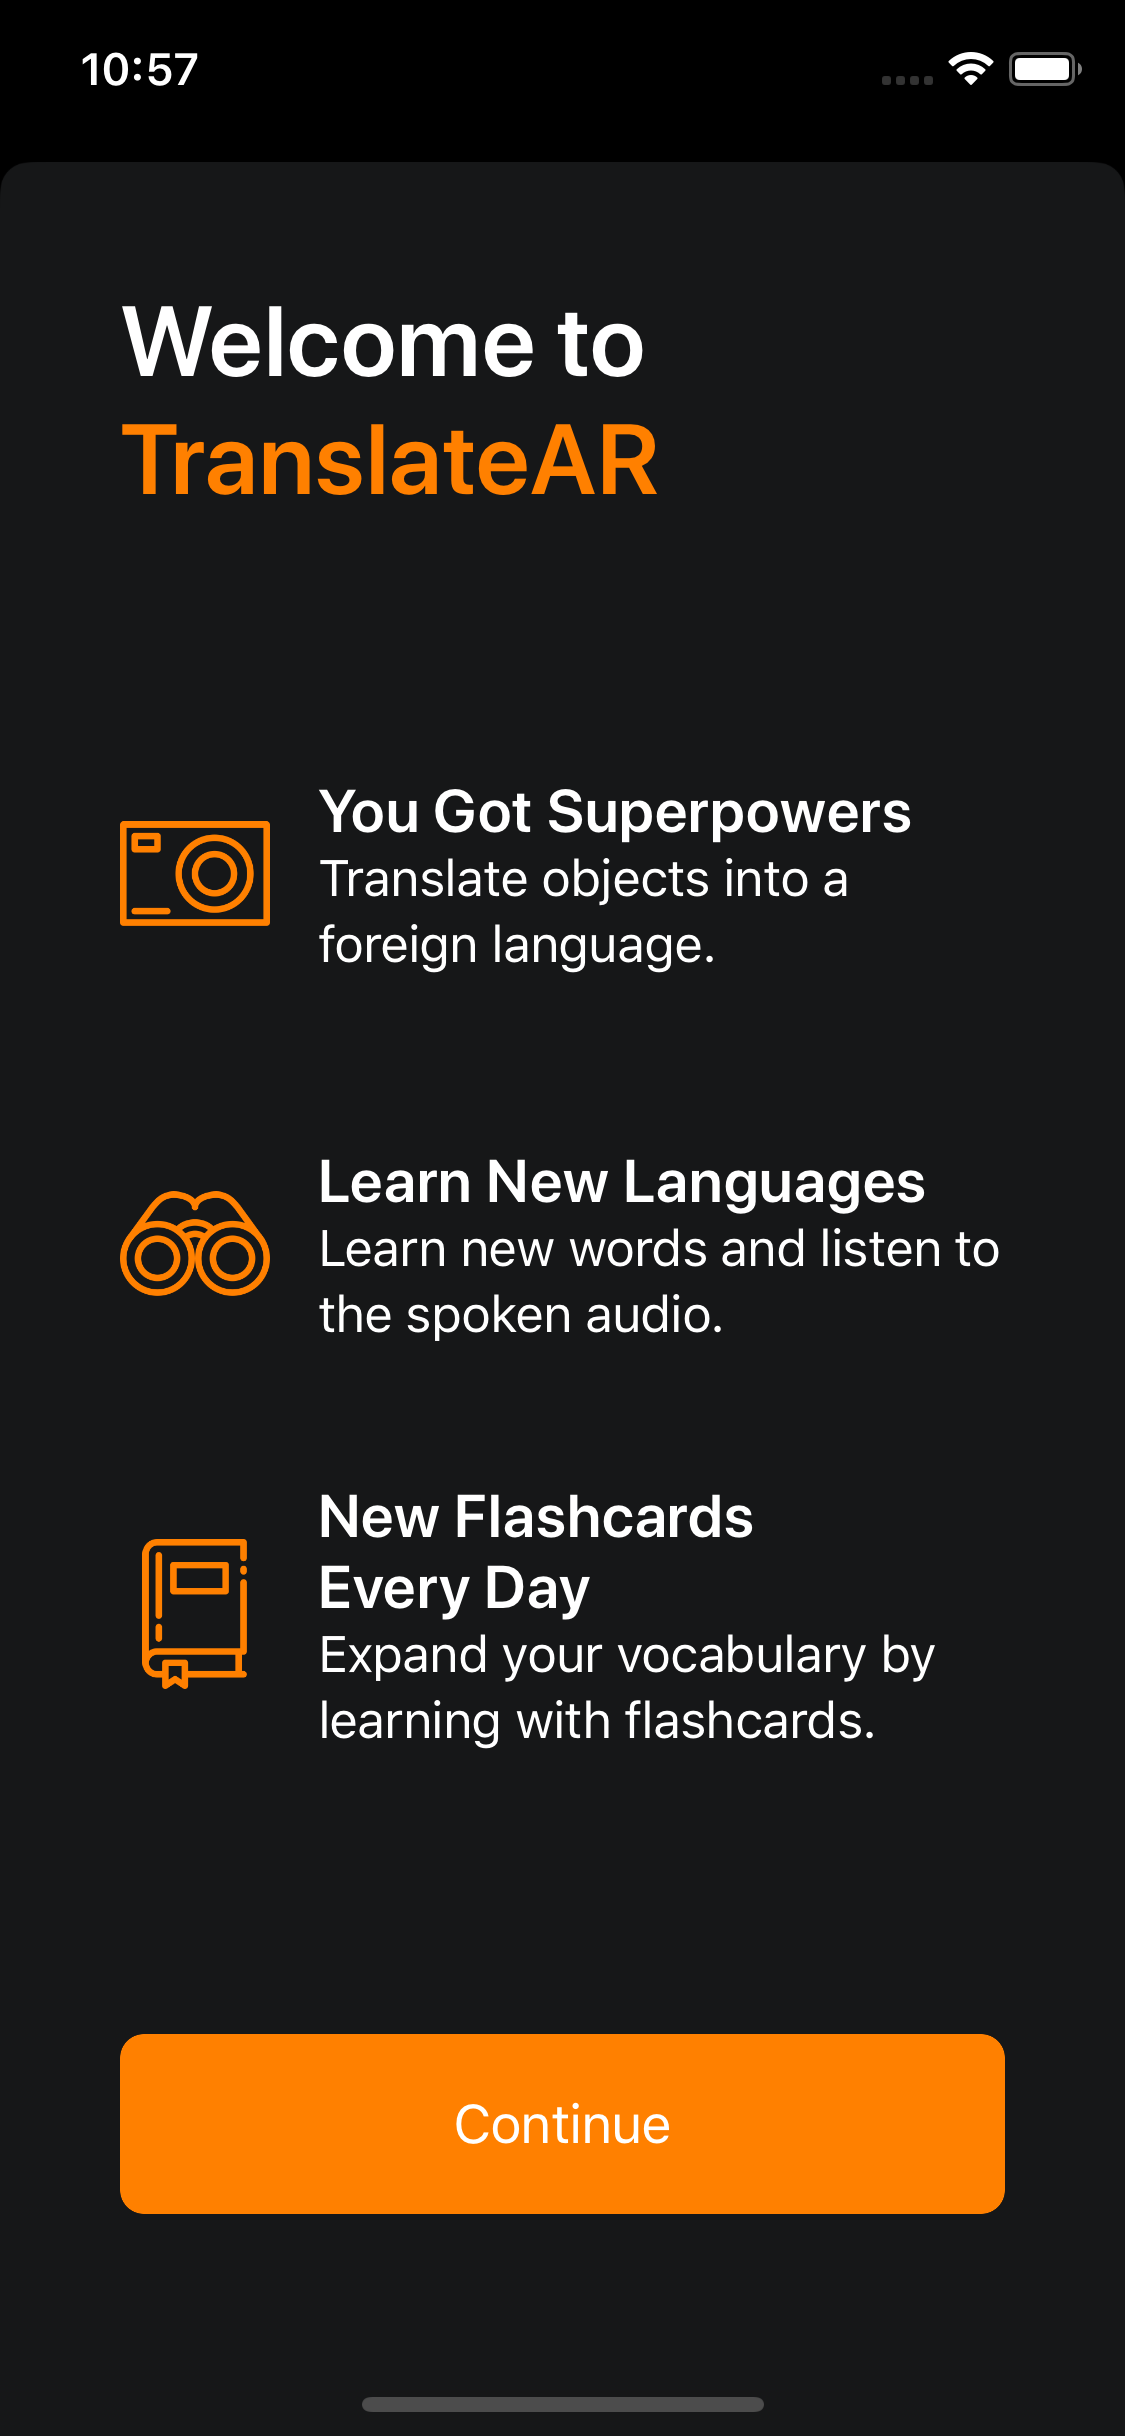 10:57
Welcome to
TranslateAR
You Got Superpowers
Translate objects into a
foreign language.
Learn New Languages
Learn new words and listen to
the spoken audio.
New Flashcards
Every Day
Expand your vocabulary by
learning with flashcards.
Continue